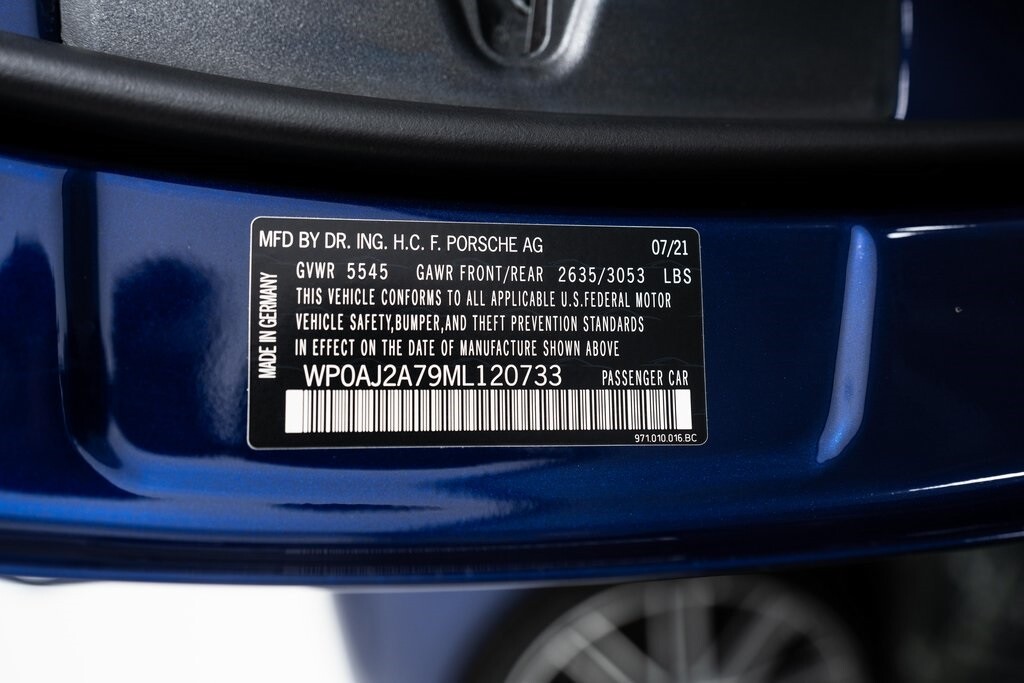 MFD BY DR. ING. H.C. F. PORSCHE AG 07/21
GVWR 5545 GAWR FRONT/REAR 2635/3053 LBS
THIS VEHICLE CONFORMS TO ALL APPLICABLE U.S.FEDERAL MOTOR
VEHICLE SAFETY,BUMPER,AND THEFT PREVENTION STANDARDS
IN EFFECT ON THE DATE OF MANUFACTURE SHOWN ABOVE
MADE IN GERMANY
WP0AJ2A79ML120733 PASSENGER CAR
971.010.016.BC